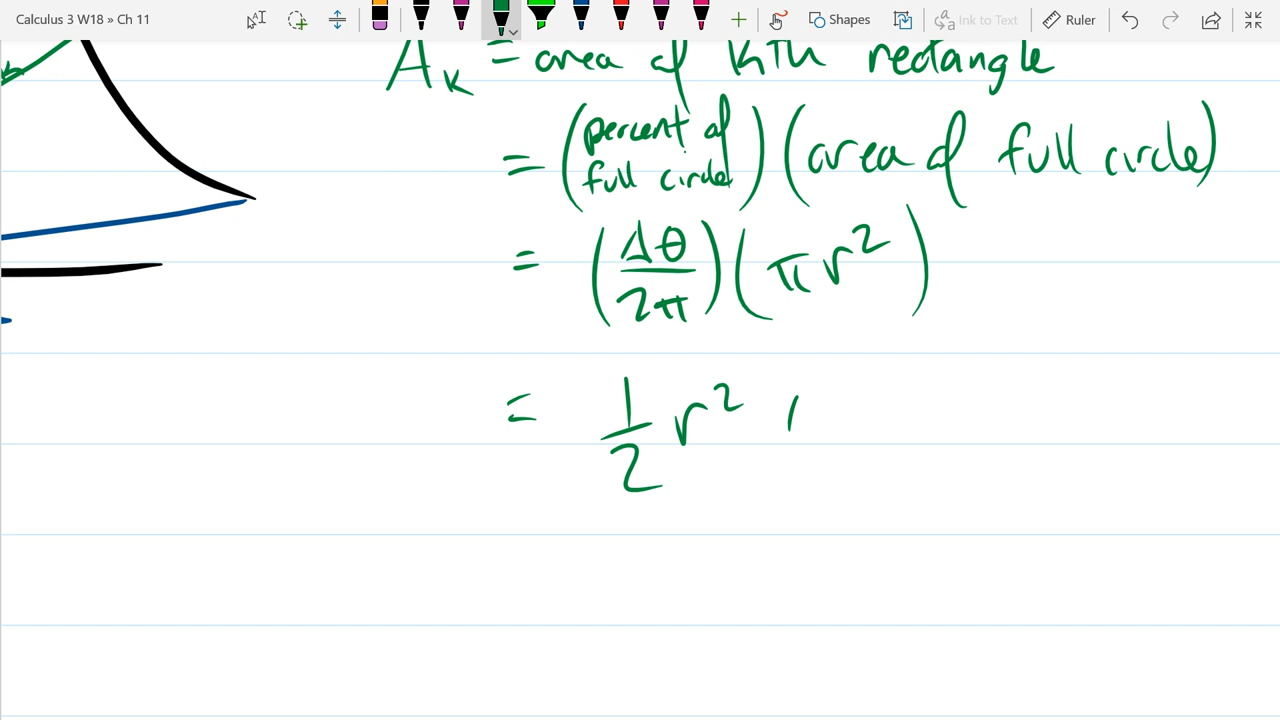 Calculus 3 W18 » Ch 11
Shapes
Ink to Text
Ruler
A_K = area of Kth rectangle
= (percent of full circle) (area of full circle)
= (Δθ/2π) (πr²)
= 1/2 r²